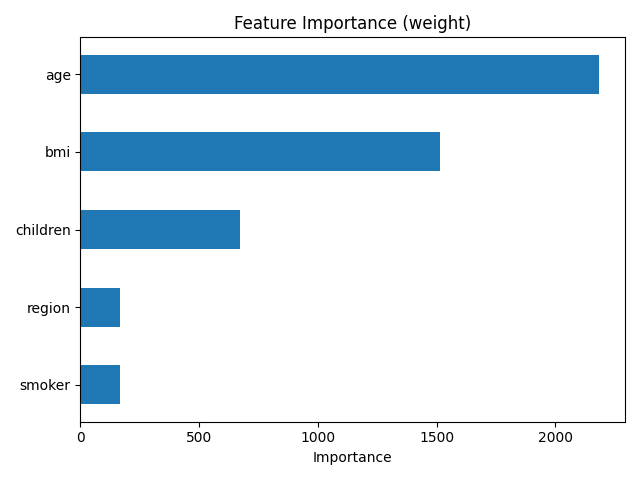 Feature Importance (weight)
age
bmi
children
region
smoker
0 500 1000 1500 2000
Importance